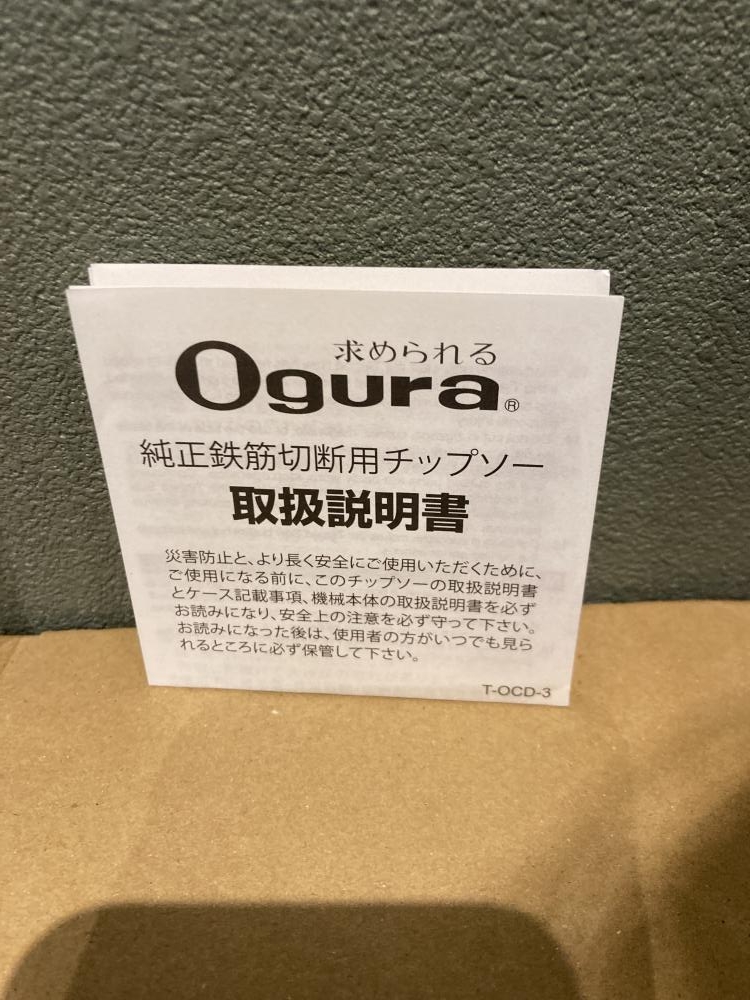 求められる
Ogura®
純正鉄筋切断用チップソー
取扱説明書
災害防止と、より長く安全にご使用いただくために、
ご使用になる前に、このチップソーの取扱説明書
とケース記載事項、機械本体の取扱説明書を必ず
お読みになり、安全上の注意を必ず守って下さい。
お読みになった後は、使用者の方がいつでも見ら
れるところに必ず保管して下さい。
T-OCD-3